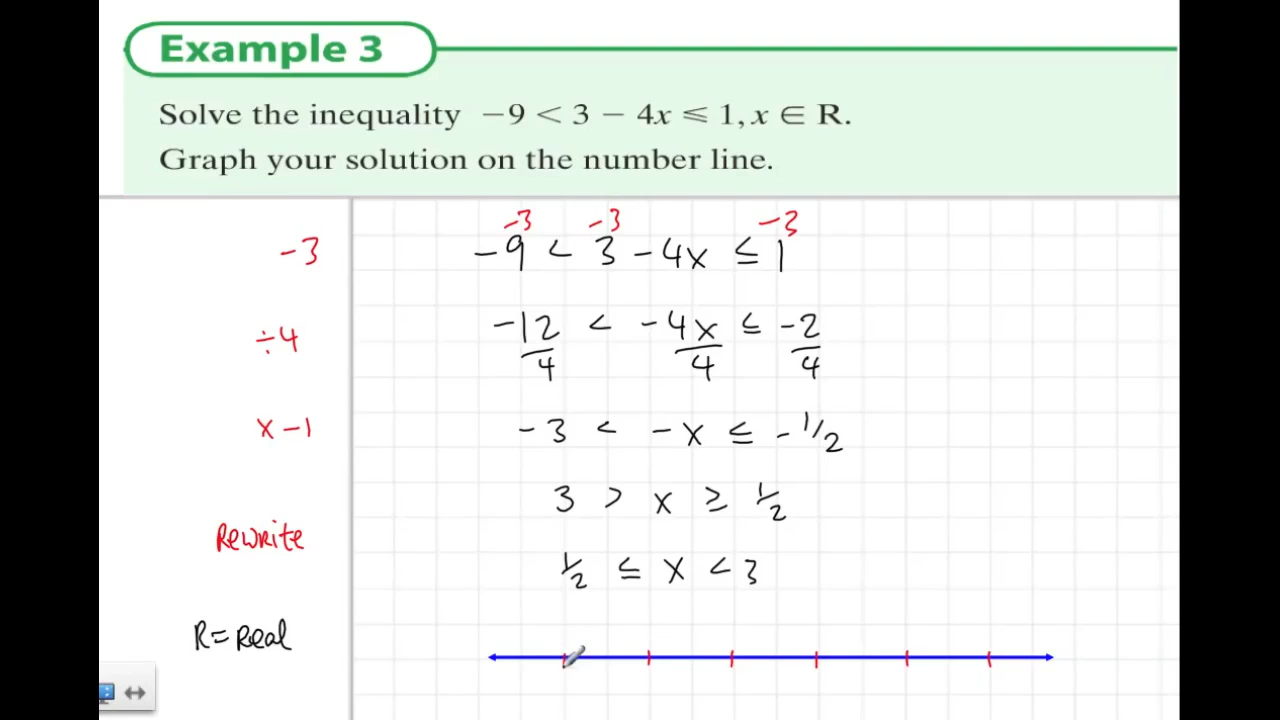 Example 3
Solve the inequality −9 < 3 − 4x ⩽ 1, x ∈ R.
Graph your solution on the number line.
-3 -3 -3
-3 -9 < 3 - 4x ≤ 1
÷4 -12/4 < -4x/4 ≤ -2/4
x -1 -3 < -x ≤ -1/2
3 > x ≥ 1/2
Rewrite
1/2 ≤ x < 3
R = Real